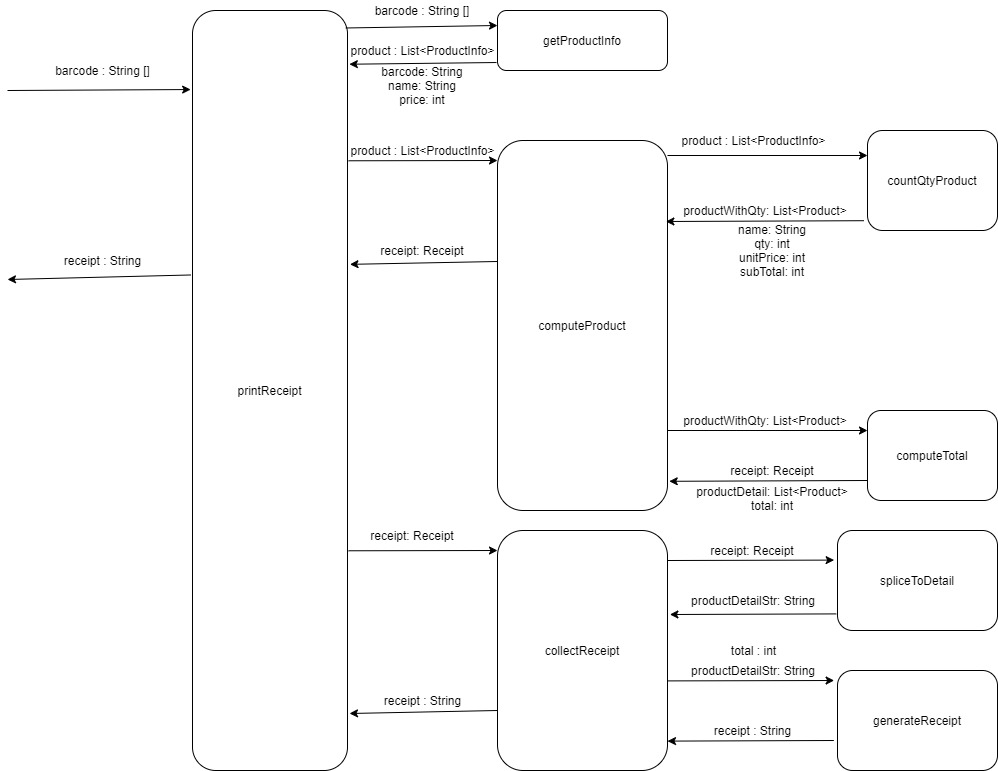 barcode : String []
getProductInfo
product : List<ProductInfo>
barcode: String
name: String
price: int
barcode : String []
product : List<ProductInfo>
product : List<ProductInfo>
countQtyProduct
productWithQty: List<Product>
name: String
qty: int
unitPrice: int
subTotal: int
receipt: Receipt
receipt : String
computeProduct
printReceipt
productWithQty: List<Product>
computeTotal
receipt: Receipt
productDetail: List<Product>
total: int
receipt: Receipt
receipt: Receipt
spliceToDetail
productDetailStr: String
collectReceipt
total : int
productDetailStr: String
receipt : String
generateReceipt
receipt : String